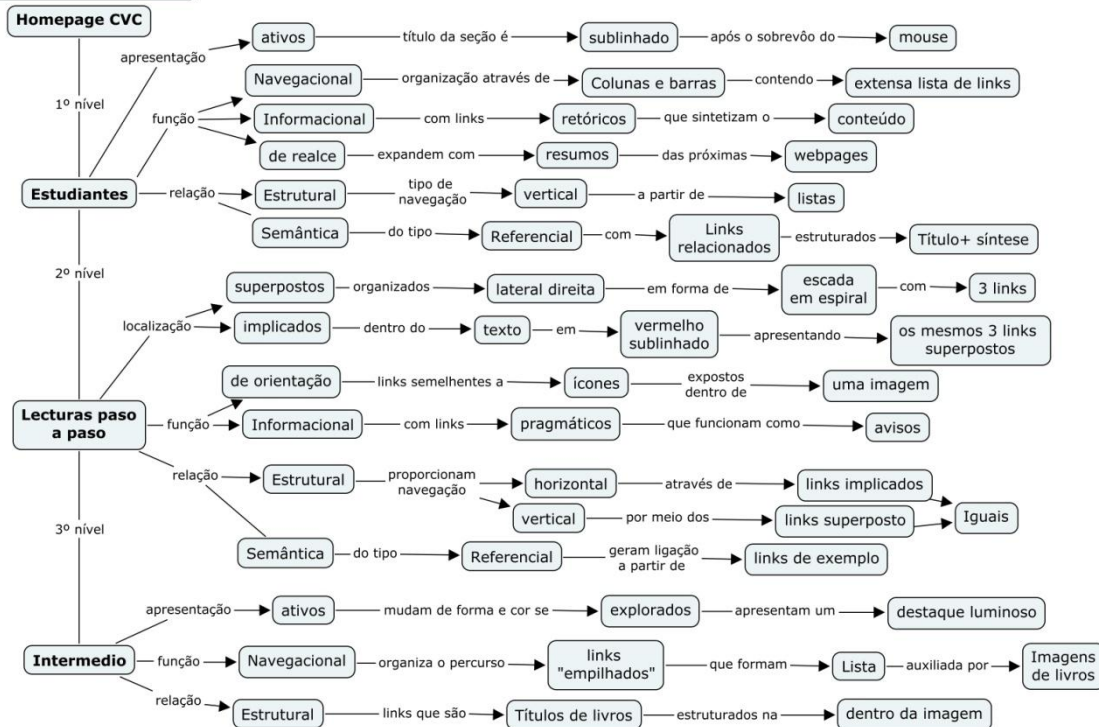 Homepage CVC
ativos título da seção é sublinhado após o sobrevôo do mouse
apresentação
Navegacional organização através de Colunas e barras contendo extensa lista de links
1º nível
função
Informacional com links retóricos que sintetizam o conteúdo
de realce expandem com resumos das próximas webpages
Estudiantes relação Estrutural tipo de navegação vertical a partir de listas
Semântica do tipo Referencial com Links relacionados estruturados Título+ síntese
2º nível
superpostos organizados lateral direita em forma de escada em espiral com 3 links
localização
implicados dentro do texto em vermelho sublinhado apresentando os mesmos 3 links superpostos
de orientação links semelhentes a ícones expostos dentro de uma imagem
Lecturas paso a paso função Informacional com links pragmáticos que funcionam como avisos
relação Estrutural proporcionam navegação horizontal através de links implicados
vertical por meio dos links superposto Iguais
3º nível
Semântica do tipo Referencial geram ligação a partir de links de exemplo
apresentação ativos mudam de forma e cor se explorados apresentam um destaque luminoso
Intermedio função Navegacional organiza o percurso links "empilhados" que formam Lista auxiliada por Imagens de livros
relação
Estrutural links que são Títulos de livros estruturados na dentro da imagem